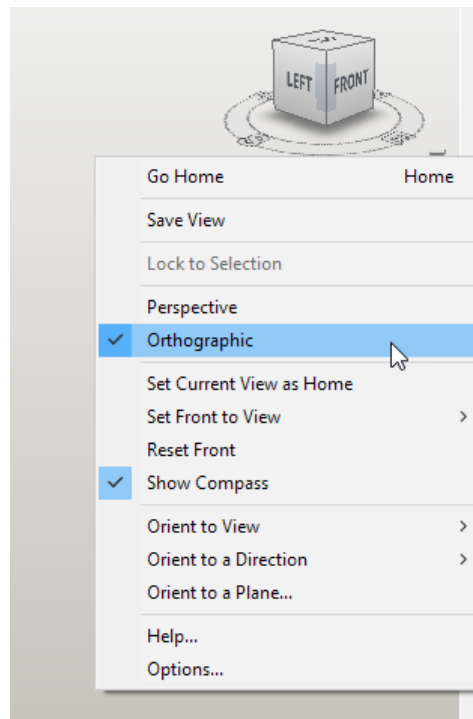 LEFT FRONT
Go Home Home
Save View
Lock to Selection
Perspective
Orthographic
Set Current View as Home
Set Front to View
Reset Front
Show Compass
Orient to View
Orient to a Direction
Orient to a Plane...
Help...
Options...